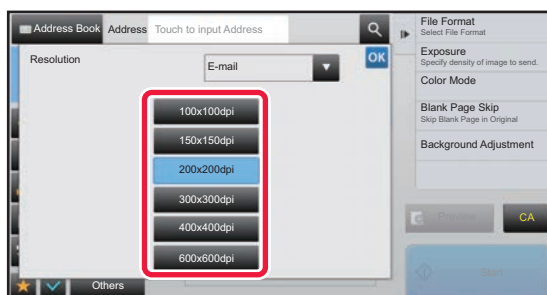 Address Book
Address
Touch to input Address
File Format
Select File Format
Resolution
E-mail
OK
Exposure
Specify density of image to send.
Color Mode
100x100dpi
Blank Page Skip
Skip Blank Page in Original
150x150dpi
Background Adjustment
200x200dpi
300x300dpi
Preview
CA
400x400dpi
600x600dpi
Start
Others